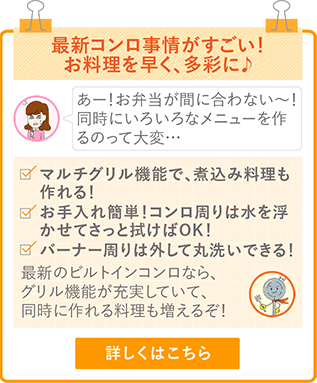 最新コンロ事情がすごい！
お料理を早く、多彩に♪
あー！お弁当が間に合わない～！
同時にいろいろなメニューを作
るのって大変…
マルチグリル機能で、煮込み料理も
作れる！
お手入れ簡単！コンロ周りは水を浮
かせてさっと拭けばOK！
バーナー周りは外して丸洗いできる！
最新のビルトインコンロなら、
グリル機能が充実していて、
同時に作れる料理も増えるぞ！
詳しくはこちら